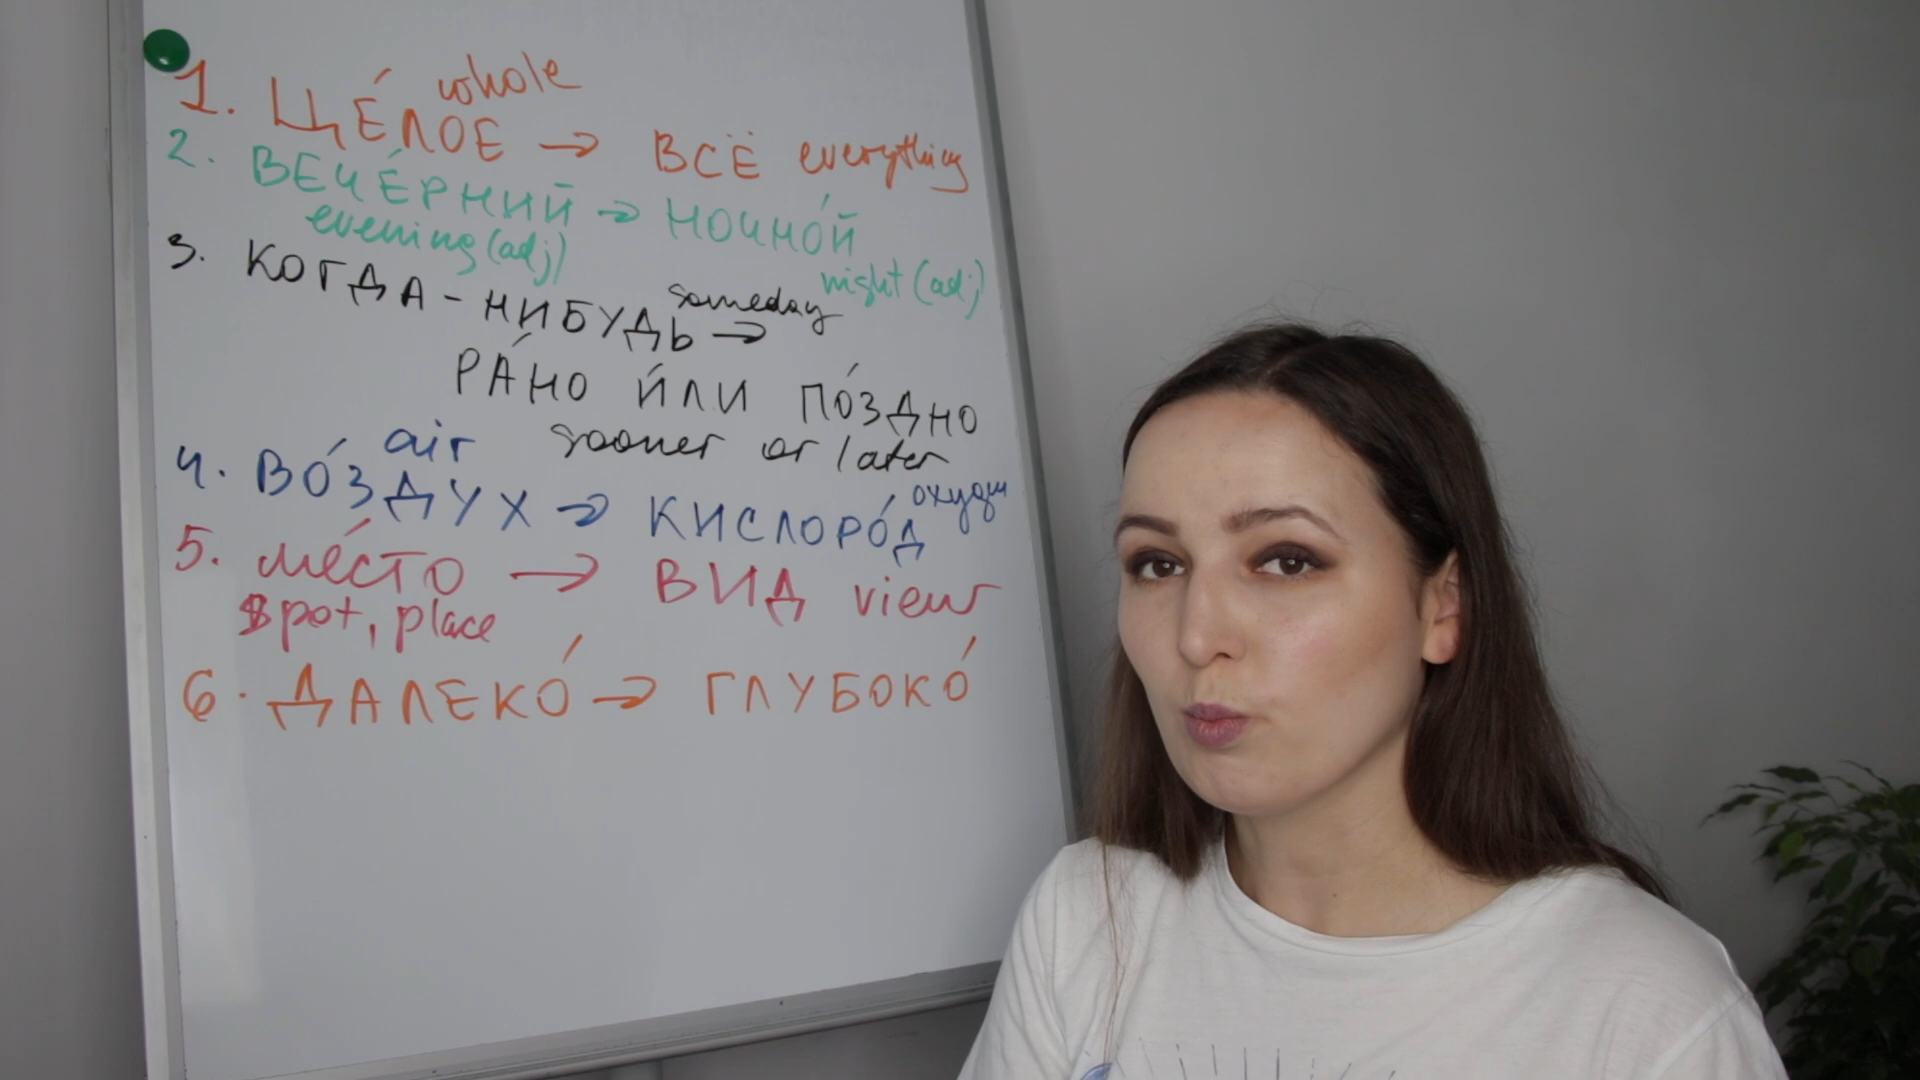 1. ЦЕ́ЛОЕ whole → ВСЁ everything
2. ВЕЧЕ́РНИЙ → НОЧНО́Й
evening (adj) night (adj)
3. КОГДА-НИБУДЬ someday →
РА́НО И́ЛИ ПО́ЗДНО
sooner or later
4. ВО́ЗДУХ air → КИСЛОРО́Д oxygen
5. МЕ́СТО → ВИД view
spot, place
6. ДАЛЕКО́ → ГЛУБОКО́